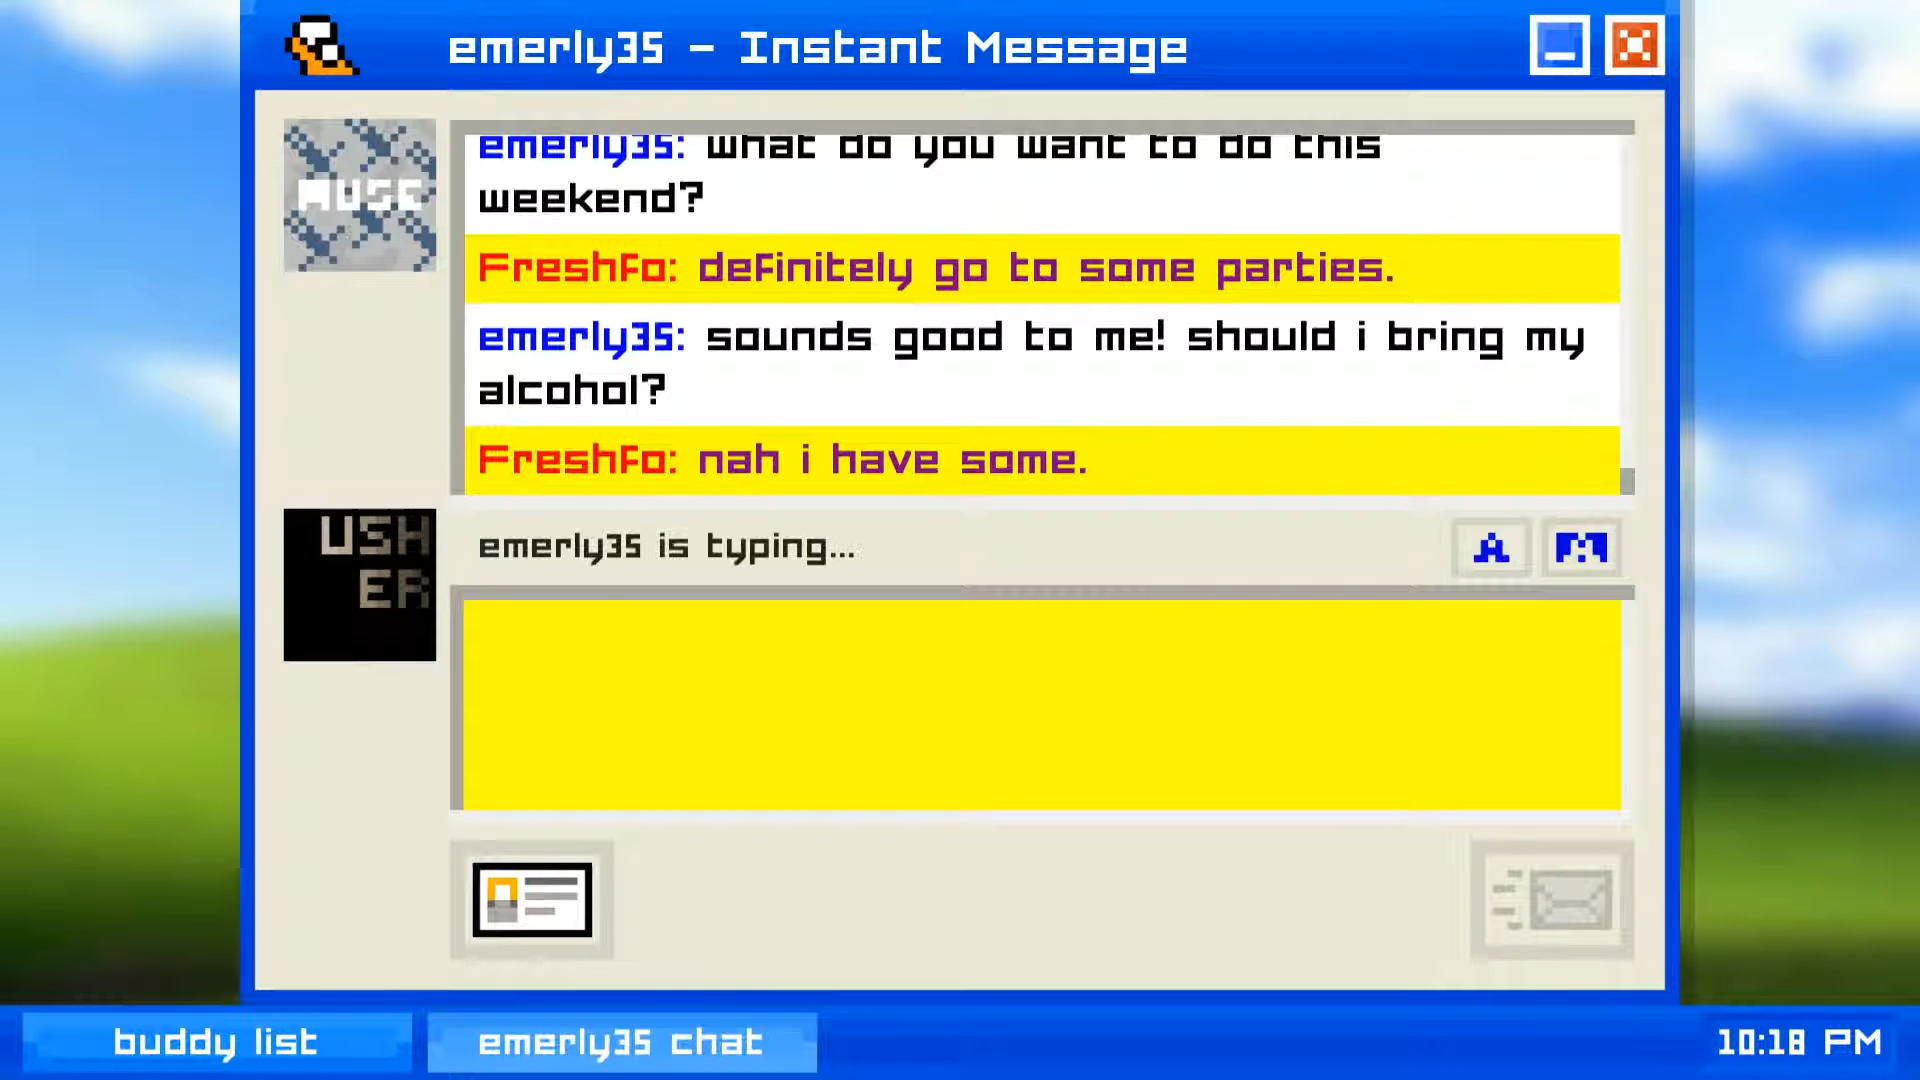 emerly35 - Instant Message
emerly35: what do you want to do this
weekend?
FreshFo: definitely go to some parties.
emerly35: sounds good to me! should i bring my
alcohol?
FreshFo: nah i have some.
MUSE
USH
ER
emerly35 is typing...
A
buddy list
emerly35 chat
10:18 PM